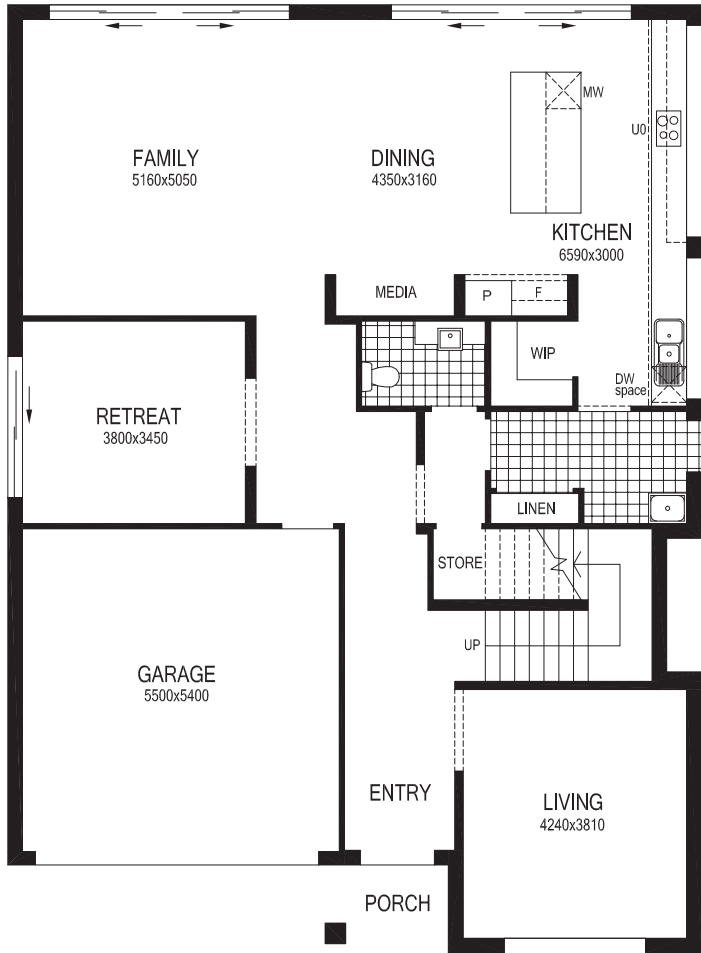 MW
UO
FAMILY
5160x5050
DINING
4350x3160
KITCHEN
6590x3000
MEDIA
P
F
WIP
DW
space
RETREAT
3800x3450
LINEN
STORE
UP
GARAGE
5500x5400
ENTRY
LIVING
4240x3810
PORCH